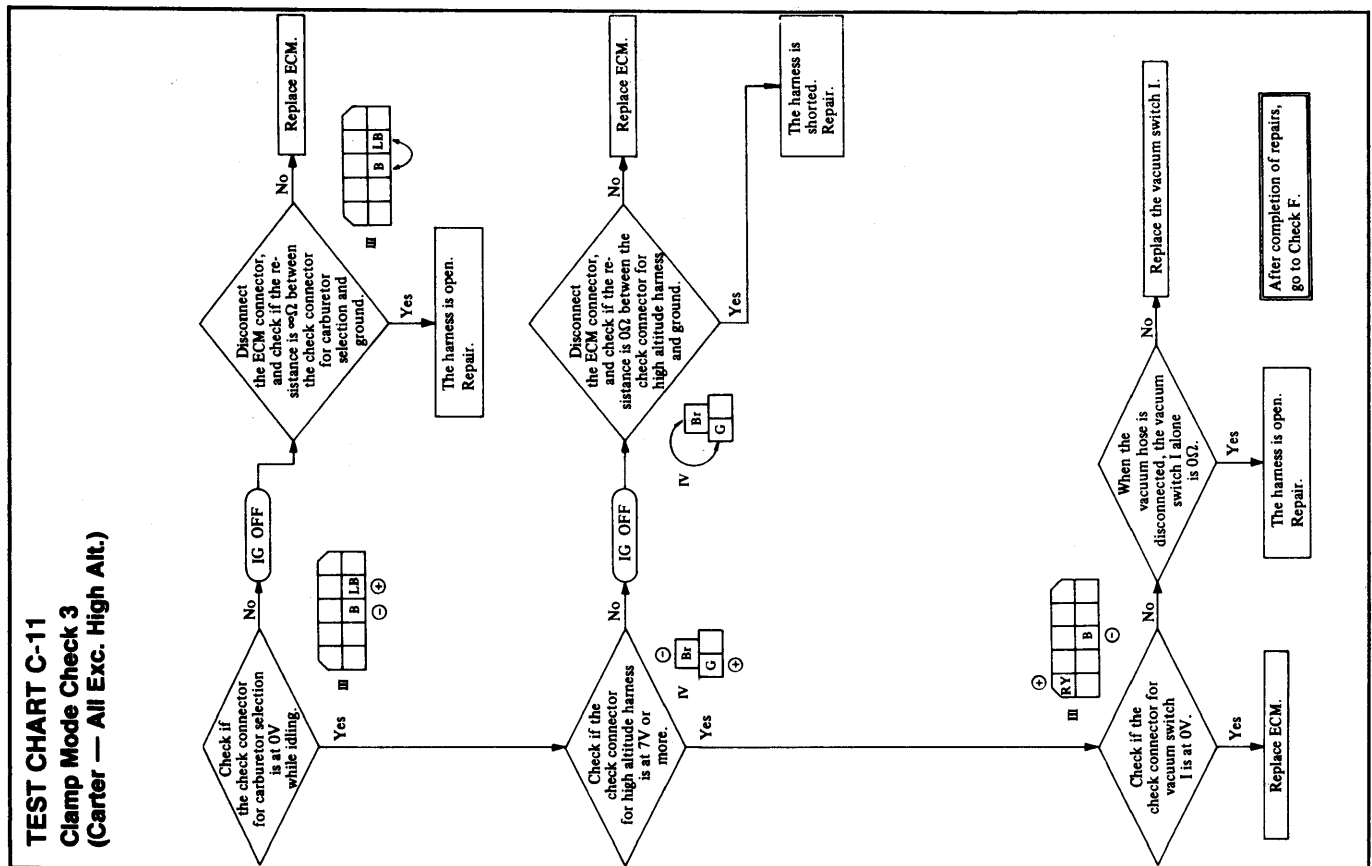 TEST CHART C-11
Clamp Mode Check 3
(Carter — All Exc. High Alt.)
Check if
the check connector
for carburetor selection
is at 0V
while idling.
No
Yes
III
B LB
⊖ ⊕
IG OFF
Disconnect
the ECM connector,
and check if the re-
sistance is ∞Ω between
the check connector
for carburetor
selection and
ground.
No
Yes
III
B LB
Replace ECM.
The harness is open.
Repair.
Check if the
check connector
for high altitude harness
is at 7V or
more.
No
Yes
IV
⊖
Br
G
⊕
IG OFF
IV
Br
G
Disconnect
the ECM connector,
and check if the re-
sistance is 0Ω between the
check connector for
high altitude harness
and ground.
No
Yes
Replace ECM.
The harness is
shorted.
Repair.
Check if the
check connector for
vacuum switch
I is at 0V.
No
Yes
III
⊕
RY
B
⊖
Replace ECM.
When the
vacuum hose is
disconnected, the vacuum
switch I alone
is 0Ω.
No
Yes
Replace the vacuum switch I.
The harness is open.
Repair.
After completion of repairs,
go to Check F.